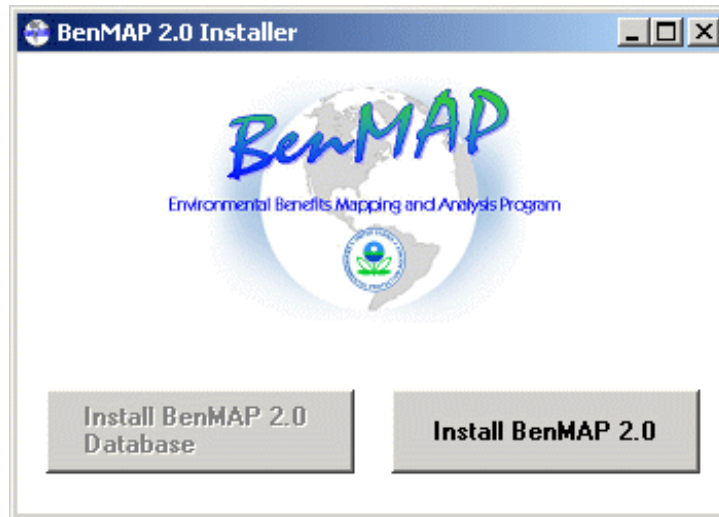 BenMAP 2.0 Installer
BenMAP
Environmental Benefits Mapping and Analysis Program
Install BenMAP 2.0
Database
Install BenMAP 2.0